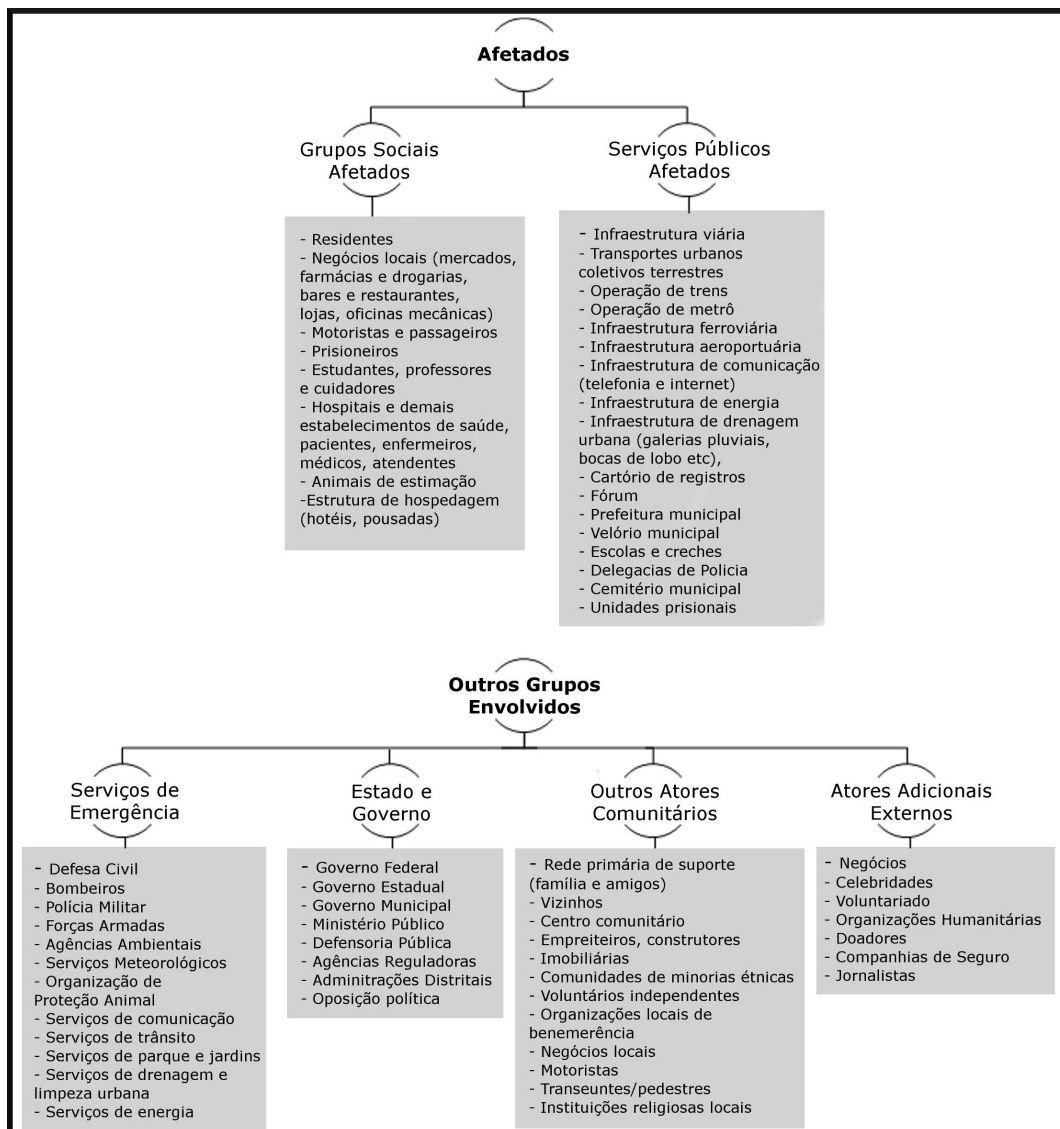 Afetados
Grupos Sociais
Afetados
- Residentes
- Negócios locais (mercados,
farmácias e drogarias,
bares e restaurantes,
lojas, oficinas mecânicas)
- Motoristas e passageiros
- Prisioneiros
- Estudantes, professores
e cuidadores
- Hospitais e demais
estabelecimentos de saúde,
pacientes, enfermeiros,
médicos, atendentes
- Animais de estimação
-Estrutura de hospedagem
(hotéis, pousadas)
Serviços Públicos
Afetados
- Infraestrutura viária
- Transportes urbanos
coletivos terrestres
- Operação de trens
- Operação de metrô
- Infraestrutura ferroviária
- Infraestrutura aeroportuária
- Infraestrutura de comunicação
(telefonia e internet)
- Infraestrutura de energia
- Infraestrutura de drenagem
urbana (galerias pluviais,
bocas de lobo etc),
- Cartório de registros
- Fórum
- Prefeitura municipal
- Velório municipal
- Escolas e creches
- Delegacias de Policia
- Cemitério municipal
- Unidades prisionais
Outros Grupos
Envolvidos
Serviços de
Emergência
- Defesa Civil
- Bombeiros
- Polícia Militar
- Forças Armadas
- Agências Ambientais
- Serviços Meteorológicos
- Organização de
Proteção Animal
- Serviços de comunicação
- Serviços de trânsito
- Serviços de parque e jardins
- Serviços de drenagem e
limpeza urbana
- Serviços de energia
Estado e
Governo
- Governo Federal
- Governo Estadual
- Governo Municipal
- Ministério Público
- Defensoria Pública
- Agências Reguladoras
- Adminitrações Distritais
- Oposição política
Outros Atores
Comunitários
- Rede primária de suporte
(família e amigos)
- Vizinhos
- Centro comunitário
- Empreiteiros, construtores
- Imobiliárias
- Comunidades de minorias étnicas
- Voluntários independentes
- Organizações locais de
benemerência
- Negócios locais
- Motoristas
- Transeuntes/pedestres
- Instituições religiosas locais
Atores Adicionais
Externos
- Negócios
- Celebridades
- Voluntariado
- Organizações Humanitárias
- Doadores
- Companhias de Seguro
- Jornalistas